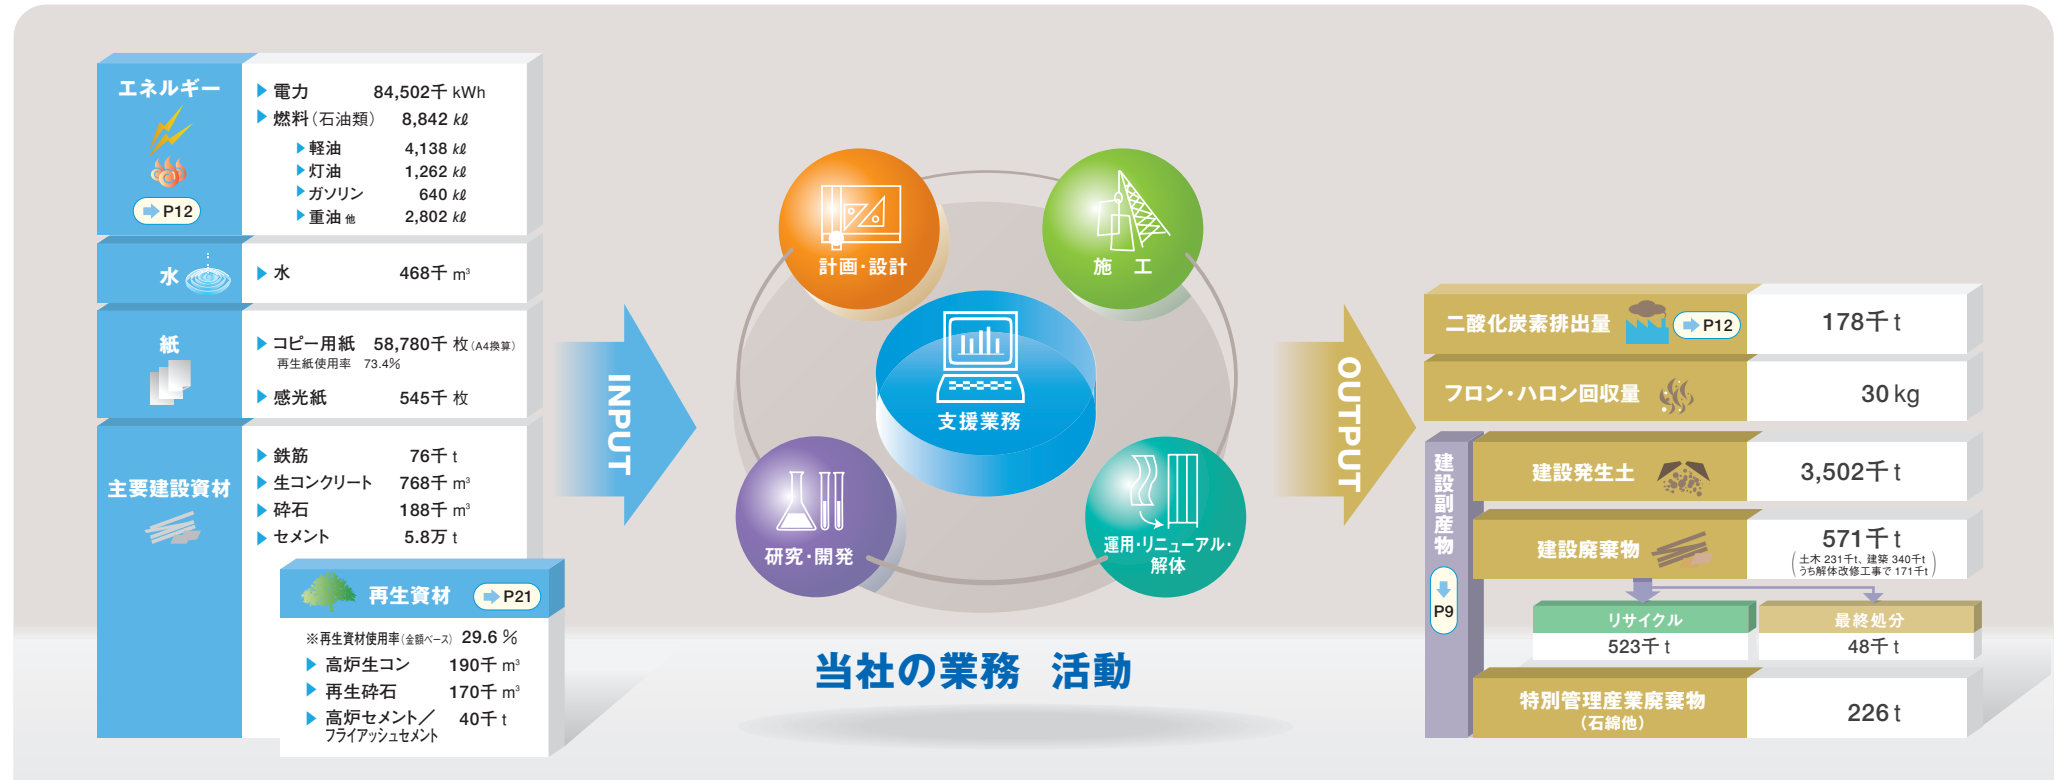 エネルギー
P12
電力 84,502千 kWh
燃料(石油類) 8,842 kℓ
軽油 4,138 kℓ
灯油 1,262 kℓ
ガソリン 640 kℓ
重油 他 2,802 kℓ
水
水 468千 m³
紙
コピー用紙 58,780千 枚(A4換算)
再生紙使用率 73.4%
感光紙 545千 枚
主要建設資材
鉄筋 76千 t
生コンクリート 768千 m³
砕石 188千 m³
セメント 5.8万 t
再生資材 P21
※再生資材使用率(金額ベース) 29.6 %
高炉生コン 190千 m³
再生砕石 170千 m³
高炉セメント／ 40千 t
フライアッシュセメント
INPUT
計画・設計
施 工
支援業務
研究・開発
運用・リニューアル・
解体
当社の業務 活動
OUTPUT
二酸化炭素排出量 P12 178千 t
フロン・ハロン回収量 30 kg
建設副産物
P9
建設発生土 3,502千 t
建設廃棄物 571千 t
(土木 231千t、建築 340千t
うち解体改修工事で 171千t)
リサイクル
523千 t
最終処分
48千 t
特別管理産業廃棄物
(石綿他)
226 t